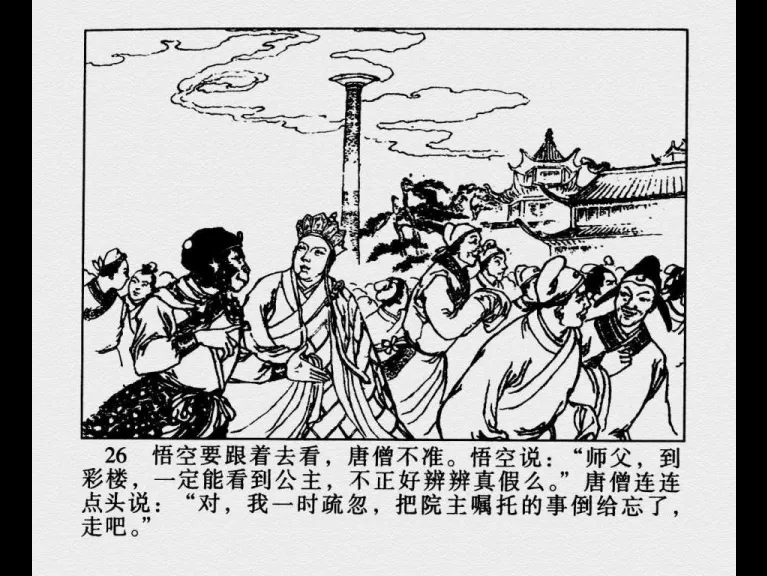 26 悟空要跟着去看，唐僧不准。悟空说：“师父，到
彩楼，一定能看到公主，不正好辨辨真假么。”唐僧连连
点头说：“对，我一时疏忽，把院主嘱托的事倒给忘了，
走吧。”